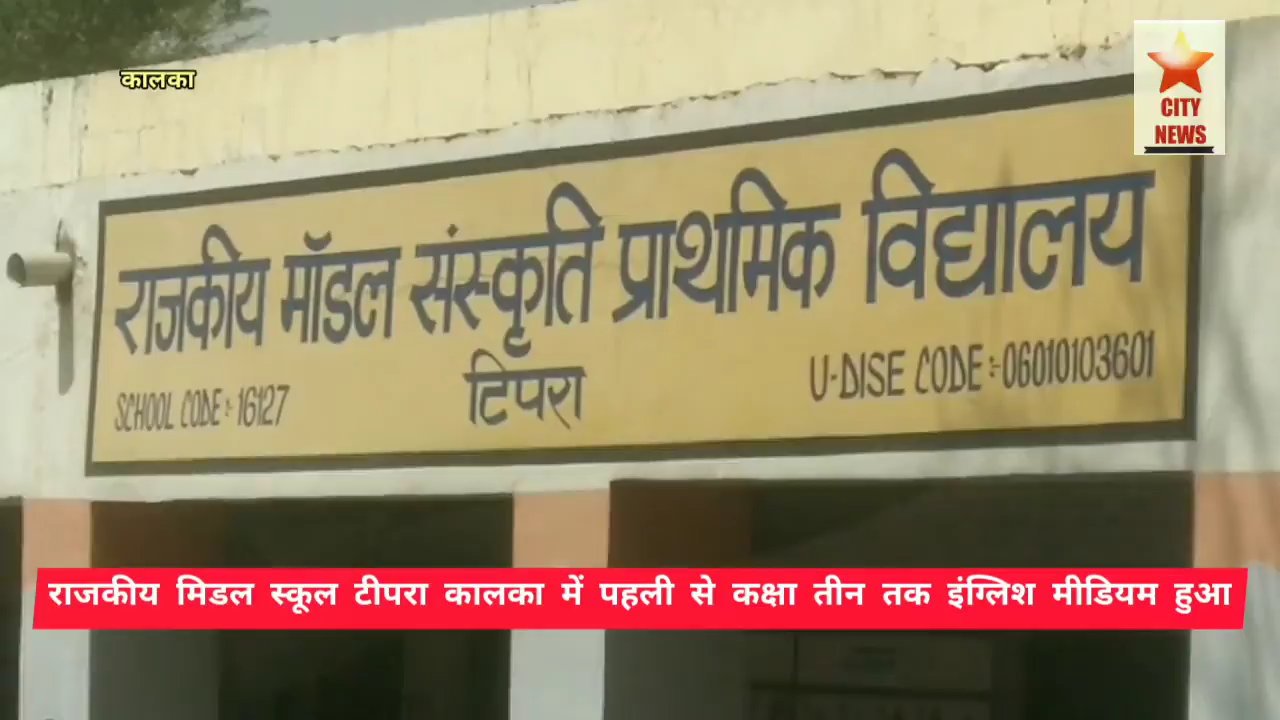 कालका
CITY
NEWS
राजकीय मॉडल संस्कृति प्राथमिक विद्यालय
टिपरा
SCHOOL CODE :- 16127
U-DISE CODE :- 06010103601
राजकीय मिडल स्कूल टीपरा कालका में पहली से कक्षा तीन तक इंग्लिश मीडियम हुआ